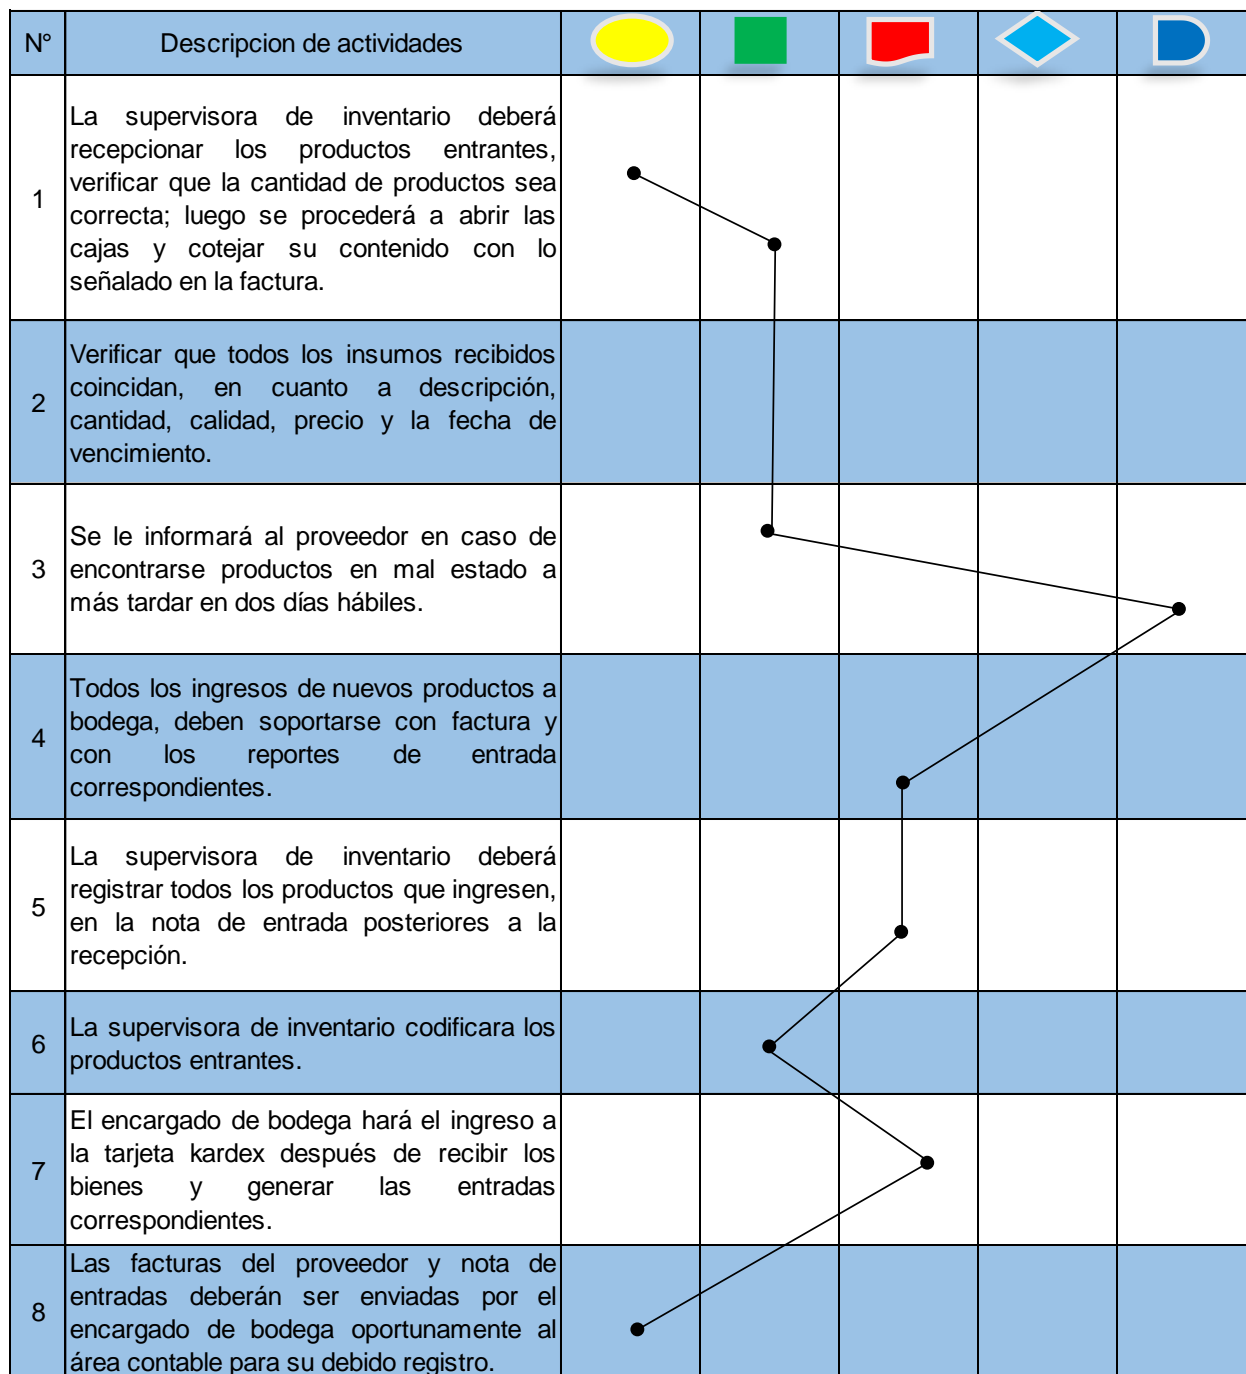 N° Descripcion de actividades
1
La supervisora de inventario deberá
recepcionar los productos entrantes,
verificar que la cantidad de productos sea
correcta; luego se procederá a abrir las
cajas y cotejar su contenido con lo
señalado en la factura.
2
Verificar que todos los insumos recibidos
coincidan, en cuanto a descripción,
cantidad, calidad, precio y la fecha de
vencimiento.
3
Se le informará al proveedor en caso de
encontrarse productos en mal estado a
más tardar en dos días hábiles.
4
Todos los ingresos de nuevos productos a
bodega, deben soportarse con factura y
con los reportes de entrada
correspondientes.
5
La supervisora de inventario deberá
registrar todos los productos que ingresen,
en la nota de entrada posteriores a la
recepción.
6
La supervisora de inventario codificara los
productos entrantes.
7
El encargado de bodega hará el ingreso a
la tarjeta kardex después de recibir los
bienes y generar las entradas
correspondientes.
8
Las facturas del proveedor y nota de
entradas deberán ser enviadas por el
encargado de bodega oportunamente al
área contable para su debido registro.